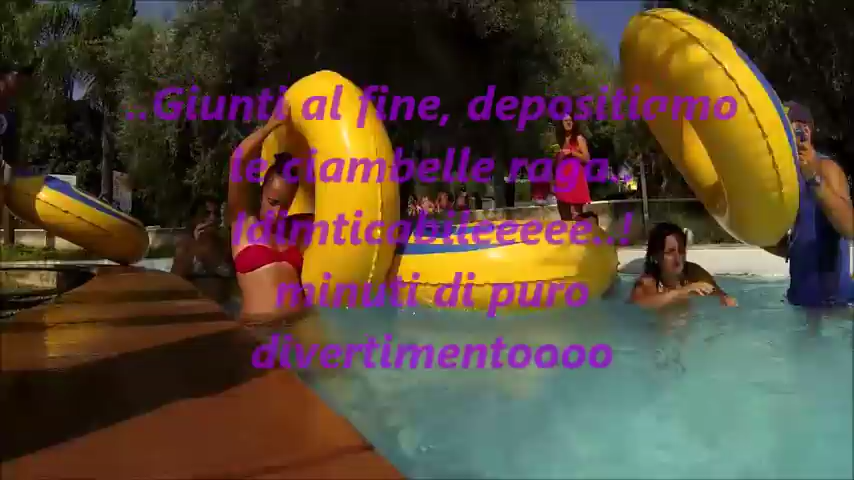 ..Giunti al fine, depositiamo
le ciambelle raga..
Idimticabileeeee..!
minuti di puro
divertimentoooo